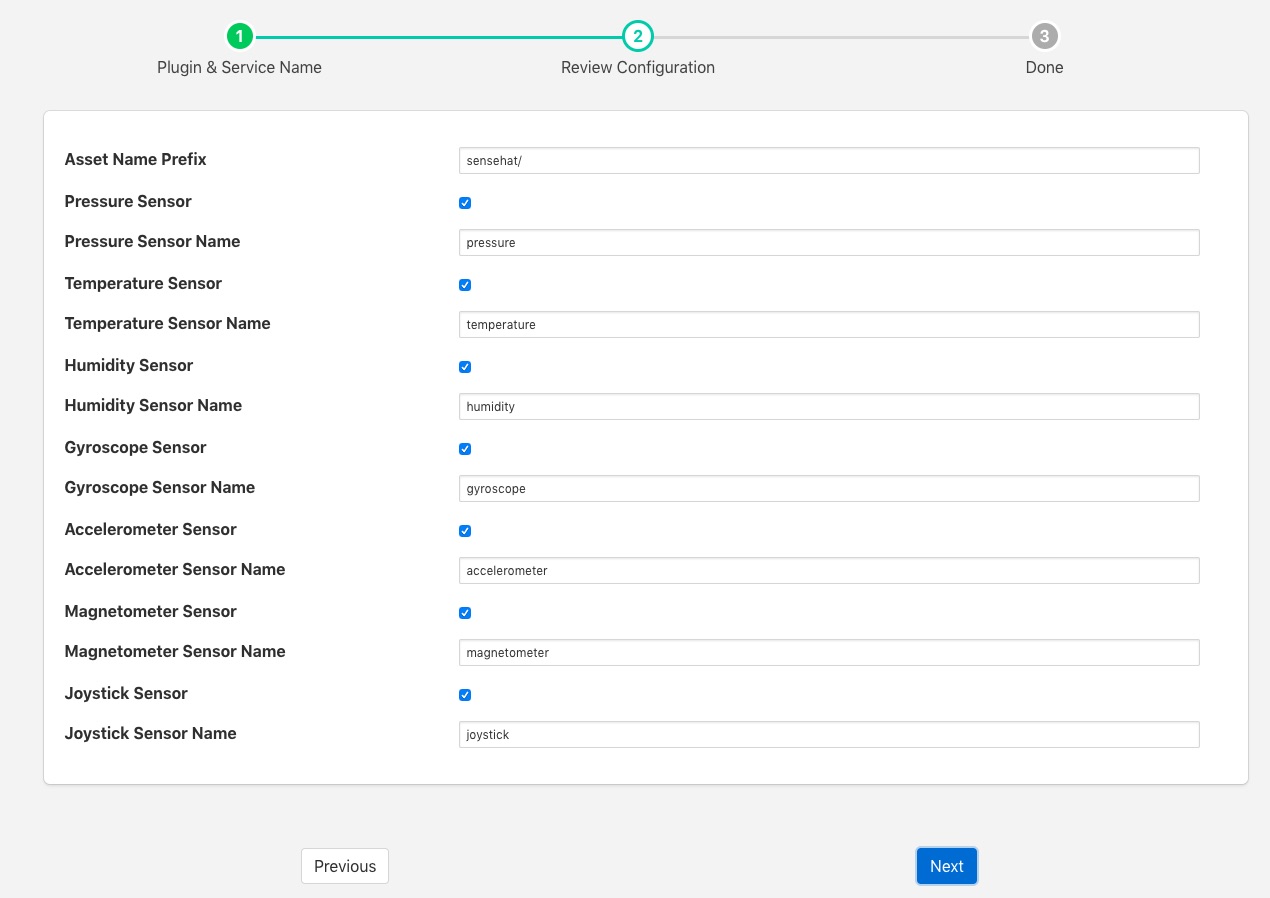 1
2
3
Plugin & Service Name
Review Configuration
Done
Asset Name Prefix
sensehat/
Pressure Sensor
Pressure Sensor Name
pressure
Temperature Sensor
Temperature Sensor Name
temperature
Humidity Sensor
Humidity Sensor Name
humidity
Gyroscope Sensor
Gyroscope Sensor Name
gyroscope
Accelerometer Sensor
Accelerometer Sensor Name
accelerometer
Magnetometer Sensor
Magnetometer Sensor Name
magnetometer
Joystick Sensor
Joystick Sensor Name
joystick
Previous
Next